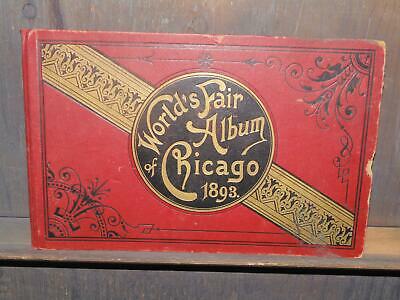 World's Fair
Album
of Chicago
1893.